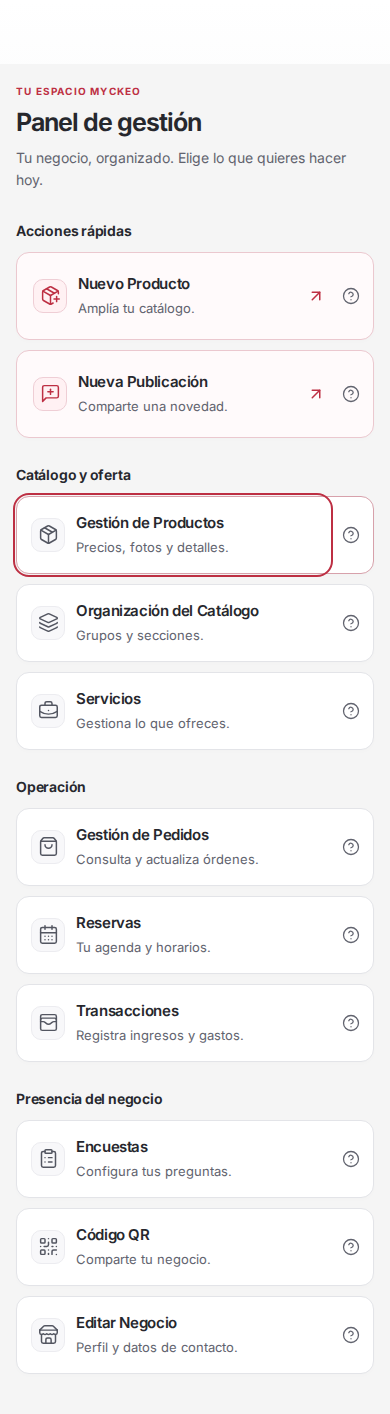 TU ESPACIO MYCKEO
Panel de gestión
Tu negocio, organizado. Elige lo que quieres hacer
hoy.
Acciones rápidas
Nuevo Producto
Amplía tu catálogo.
Nueva Publicación
Comparte una novedad.
Catálogo y oferta
Gestión de Productos
Precios, fotos y detalles.
Organización del Catálogo
Grupos y secciones.
Servicios
Gestiona lo que ofreces.
Operación
Gestión de Pedidos
Consulta y actualiza órdenes.
Reservas
Tu agenda y horarios.
Transacciones
Registra ingresos y gastos.
Presencia del negocio
Encuestas
Configura tus preguntas.
Código QR
Comparte tu negocio.
Editar Negocio
Perfil y datos de contacto.